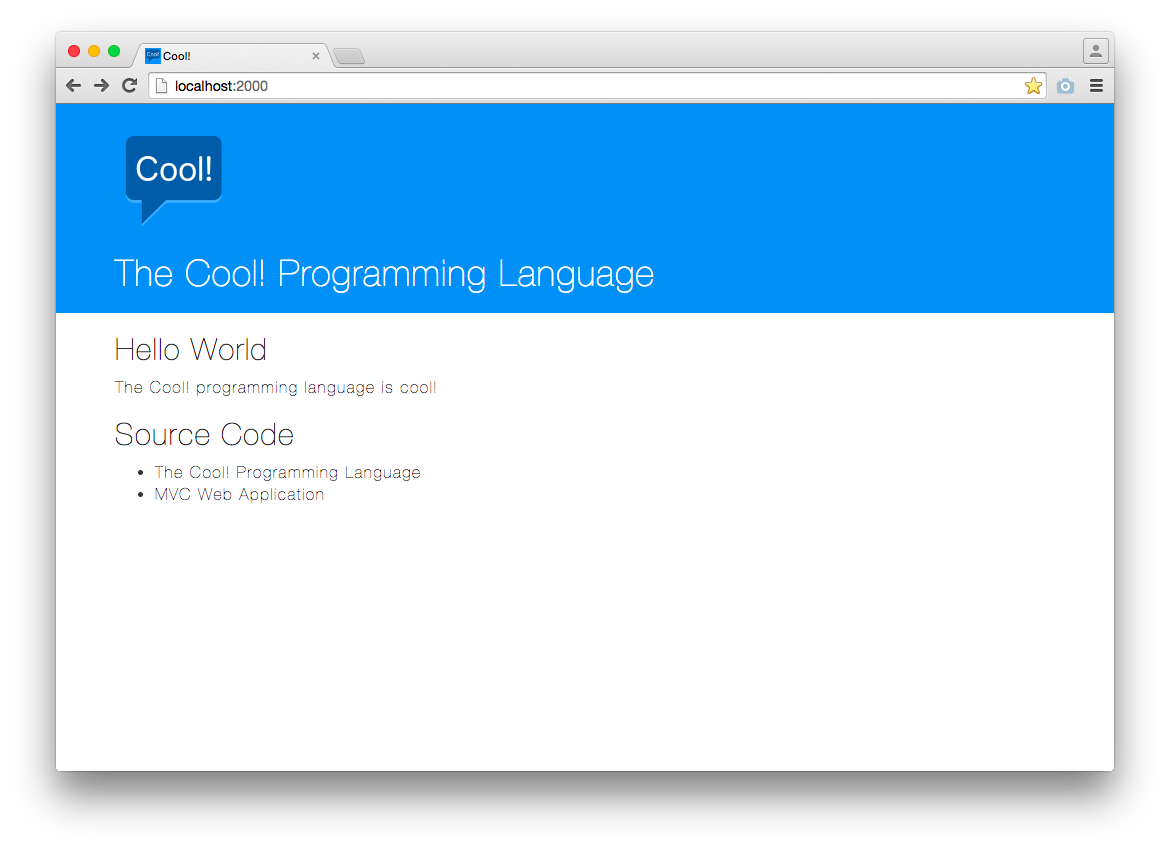 Cool! Cool!
localhost:2000
Cool!
The Cool! Programming Language
Hello World
The Cool! programming language is cool!
Source Code
The Cool! Programming Language
MVC Web Application